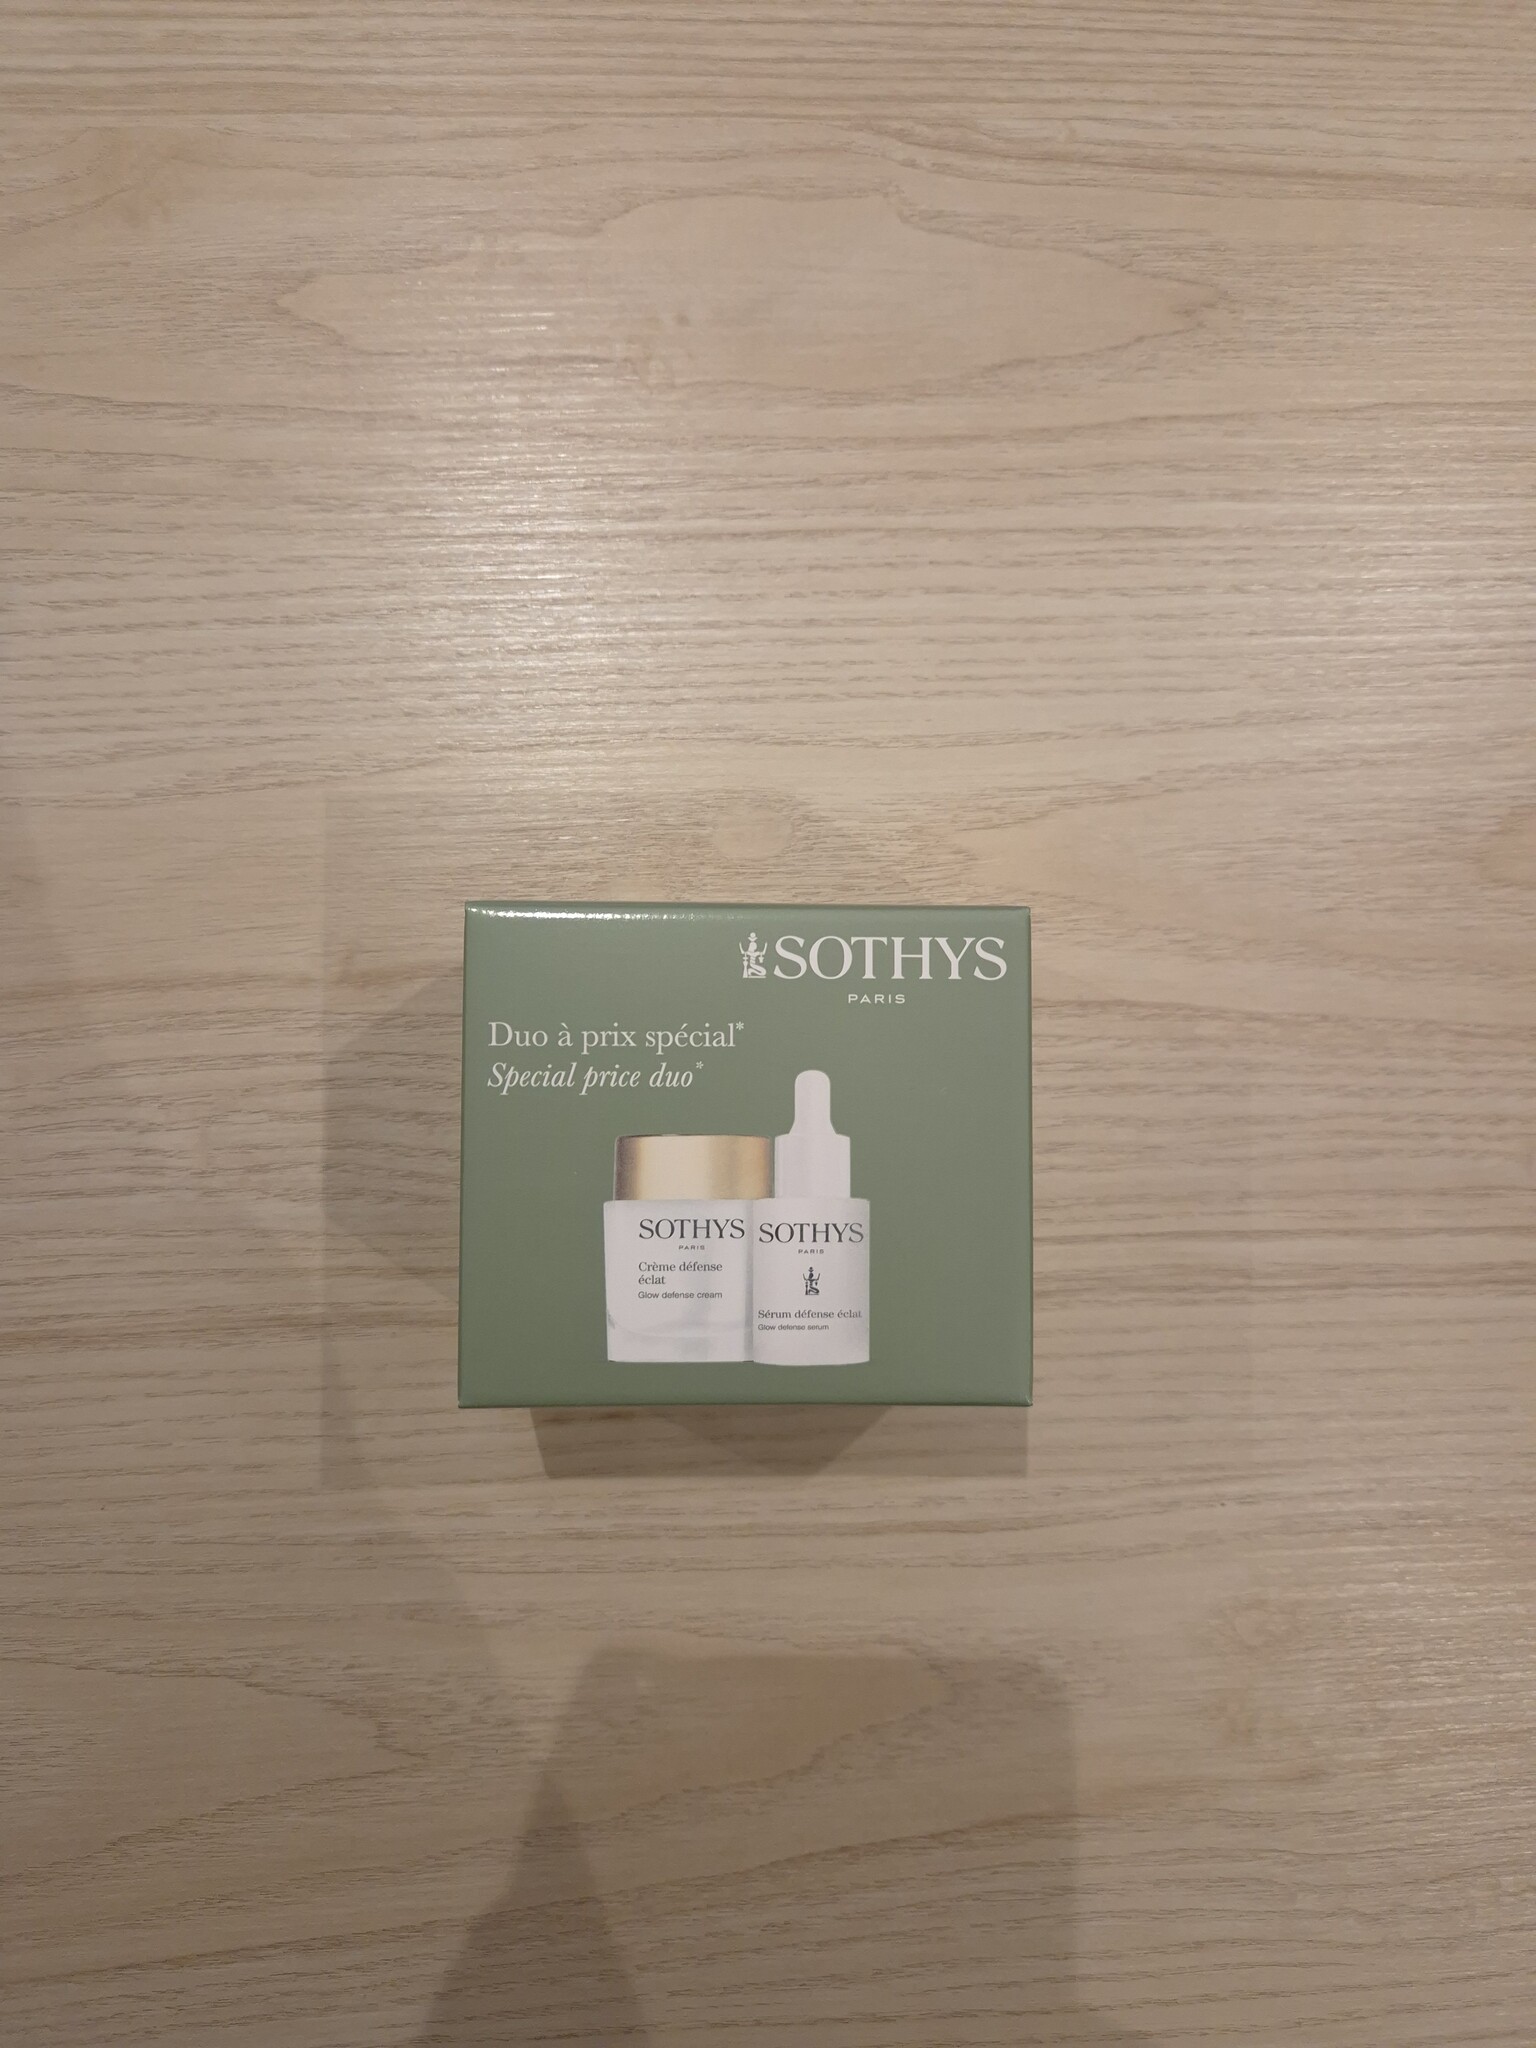 SOTHYS
PARIS
Duo à prix spécial*
Special price duo*
SOTHYS
PARIS
Crème défense
éclat
Glow defense cream
SOTHYS
PARIS
Sérum défense éclat
Glow defense serum